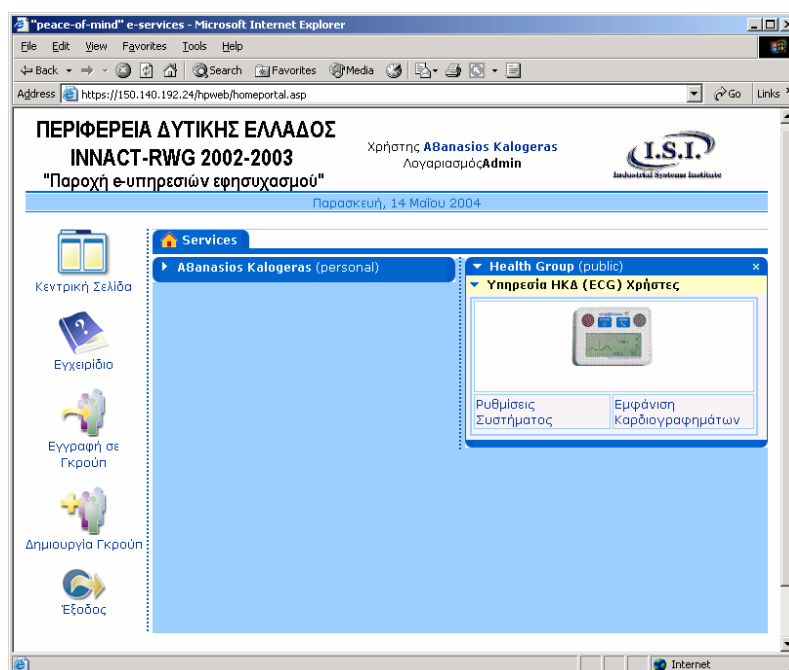 "peace-of-mind" e-services - Microsoft Internet Explorer
File Edit View Favorites Tools Help
Back Search Favorites Media
Address https://150.140.192.24/hpweb/homeportal.asp Go Links
ΠΕΡΙΦΕΡΕΙΑ ΔΥΤΙΚΗΣ ΕΛΛΑΔΟΣ
INNACT-RWG 2002-2003
"Παροχή e-υπηρεσιών εφησυχασμού"
Χρήστης Αθanasios Kalogeras
ΛογαριασμόςAdmin
I.S.I.
Industrial Systems Institute
Παρασκευή, 14 Μαΐου 2004
Κεντρική Σελίδα
Εγχειρίδιο
Εγγραφή σε
Γκρούπ
Δημιουργία Γκρούπ
Έξοδος
Services
Αθanasios Kalogeras (personal)
Health Group (public)
Υπηρεσία ΗΚΔ (ECG) Χρήστες
Ρυθμίσεις
Συστήματος
Εμφάνιση
Καρδιογραφημάτων
Internet